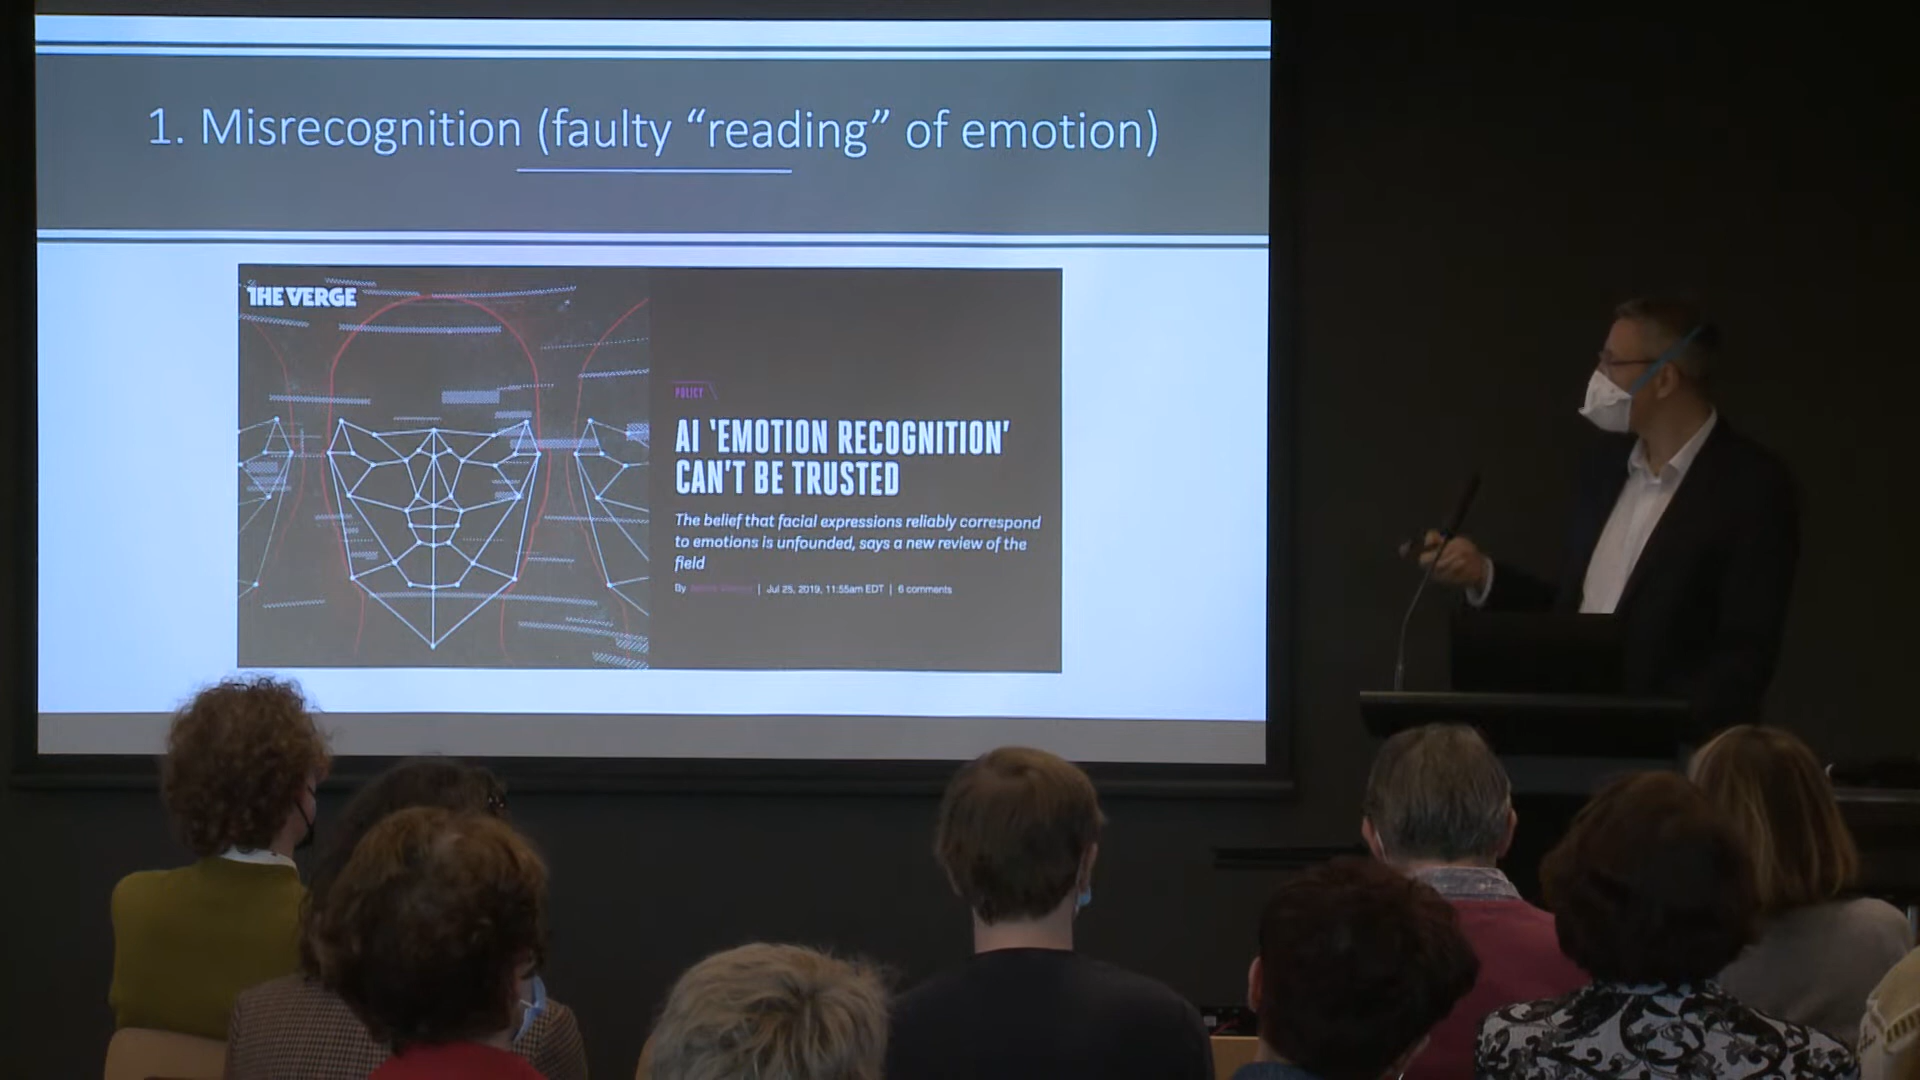 1. Misrecognition (faulty “reading” of emotion)
THE VERGE
POLICY
AI ‘EMOTION RECOGNITION’
CAN’T BE TRUSTED
The belief that facial expressions reliably correspond
to emotions is unfounded, says a new review of the
field
By | Jul 25, 2019, 11:55am EDT | 6 comments